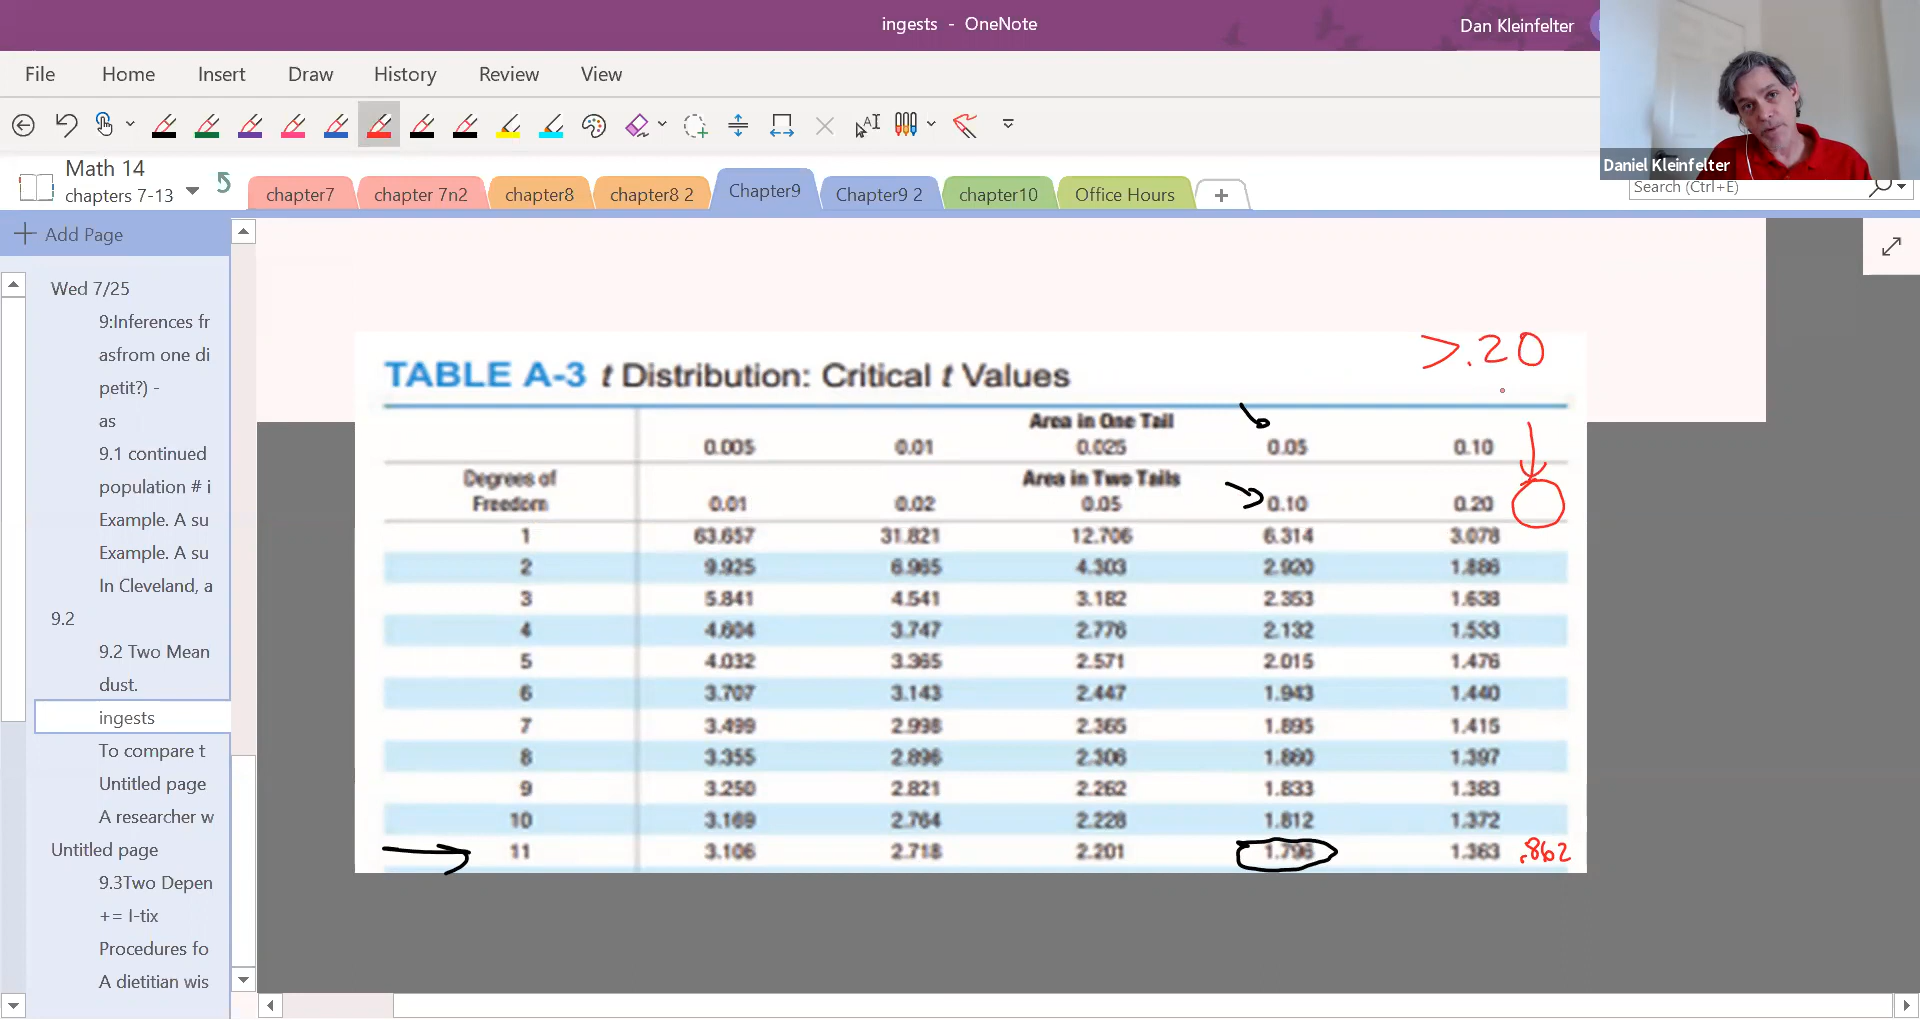 ingests - OneNote
Dan Kleinfelter
File Home Insert Draw History Review View
Daniel Kleinfelter
Math 14
chapters 7-13
chapter7 chapter 7n2 chapter8 chapter8 2 Chapter9 Chapter9 2 chapter10 Office Hours
Search (Ctrl+E)
Add Page
Wed 7/25
9:Inferences fr
asfrom one di
petit?) -
as
9.1 continued
population # i
Example. A su
Example. A su
In Cleveland, a
9.2
9.2 Two Mean
dust.
ingests
To compare t
Untitled page
A researcher w
Untitled page
9.3Two Depen
+= I-tix
Procedures fo
A dietitian wis
>.20
TABLE A-3 t Distribution: Critical t Values
Area in One Tail
0.005 0.01 0.025 0.05 0.10
Degrees of Freedom
Area in Two Tails
0.01 0.02 0.05 0.10 0.20
1 63.657 31.821 12.706 6.314 3.078
2 9.925 6.965 4.303 2.920 1.886
3 5.841 4.541 3.182 2.353 1.638
4 4.604 3.747 2.776 2.132 1.533
5 4.032 3.365 2.571 2.015 1.476
6 3.707 3.143 2.447 1.943 1.440
7 3.499 2.998 2.365 1.895 1.415
8 3.355 2.896 2.306 1.860 1.397
9 3.250 2.821 2.262 1.833 1.383
10 3.169 2.764 2.228 1.812 1.372
11 3.106 2.718 2.201 1.796 1.363 .862